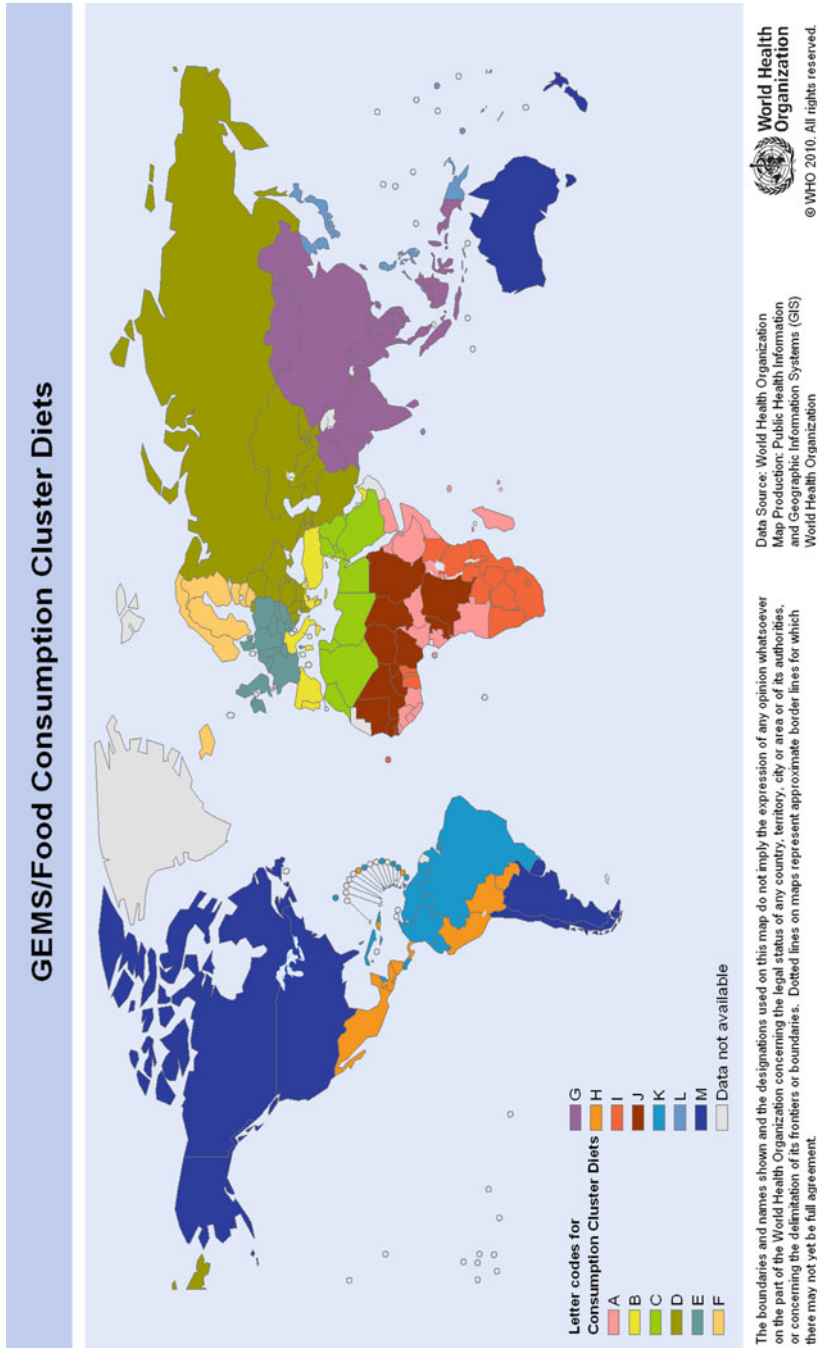 GEMS/Food Consumption Cluster Diets
Letter codes for
Consumption Cluster Diets
A
B
C
D
E
F
G
H
I
J
K
L
M
Data not available
The boundaries and names shown and the designations used on this map do not imply the expression of any opinion whatsoever
on the part of the World Health Organization concerning the legal status of any country, territory, city or area or of its authorities,
or concerning the delimitation of its frontiers or boundaries. Dotted lines on maps represent approximate border lines for which
there may not yet be full agreement.
Data Source: World Health Organization
Map Production: Public Health Information
and Geographic Information Systems (GIS)
World Health Organization
World Health
Organization
© WHO 2010. All rights reserved.